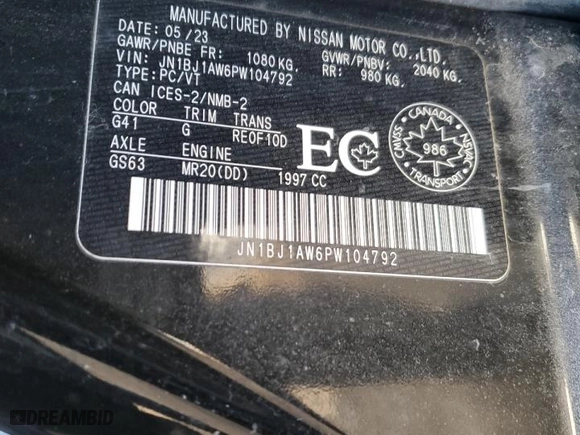 MANUFACTURED BY NISSAN MOTOR CO.,LTD.
DATE: 05/23 GVWR/PNBV: 2040 KG.
GAWR/PNBE FR: 1080 KG. RR: 980 KG.
VIN: JN1BJ1AW6PW104792
TYPE: PC/VT
CAN ICES-2/NMB-2
COLOR TRIM TRANS
G41 G RE0F10D
AXLE ENGINE
GS63 MR20(DD) 1997 CC
EC
CANADA
CMVSS NSVAC
986
TRANSPORT
JN1BJ1AW6PW104792
DREAMBID